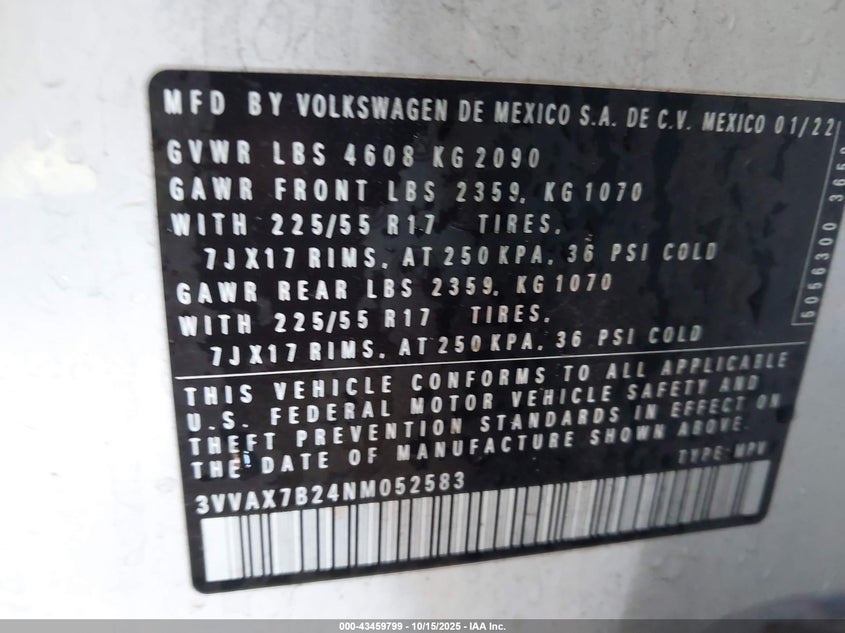 MFD BY VOLKSWAGEN DE MEXICO S.A. DE C.V. MEXICO 01/22
GVWR LBS 4608 KG 2090
GAWR FRONT LBS 2359, KG 1070
WITH 225/55 R17 TIRES,
7JX17 RIMS, AT 250 KPA, 36 PSI COLD
GAWR REAR LBS 2359, KG 1070
WITH 225/55 R17 TIRES,
7JX17 RIMS, AT 250 KPA, 36 PSI COLD
THIS VEHICLE CONFORMS TO ALL APPLICABLE
U.S. FEDERAL MOTOR VEHICLE SAFETY AND
THEFT PREVENTION STANDARDS IN EFFECT ON
THE DATE OF MANUFACTURE SHOWN ABOVE.
TYPE: MPV
3VVAX7B24NM052583
000-43459799 - 10/15/2025 - IAA Inc.